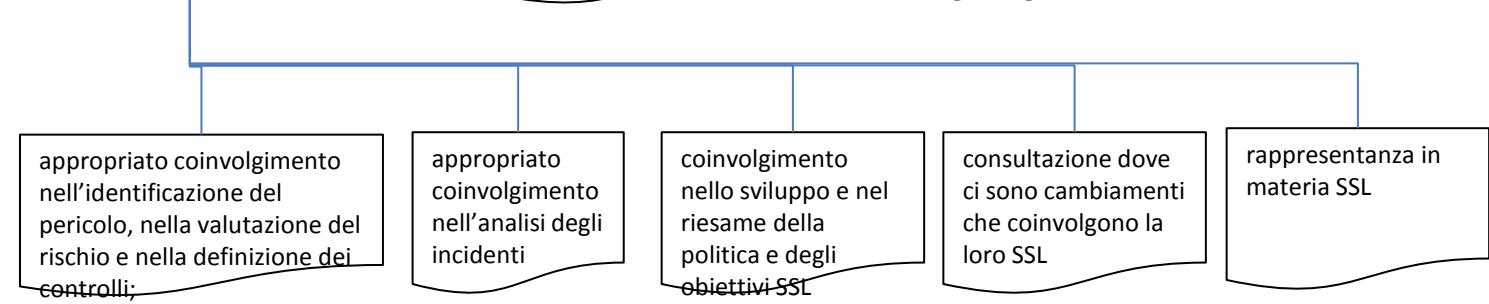 appropriato coinvolgimento
nell’identificazione del
pericolo, nella valutazione del
rischio e nella definizione dei
controlli;
appropriato
coinvolgimento
nell’analisi degli
incidenti
coinvolgimento
nello sviluppo e nel
riesame della
politica e degli
obiettivi SSL
consultazione dove
ci sono cambiamenti
che coinvolgono la
loro SSL
rappresentanza in
materia SSL